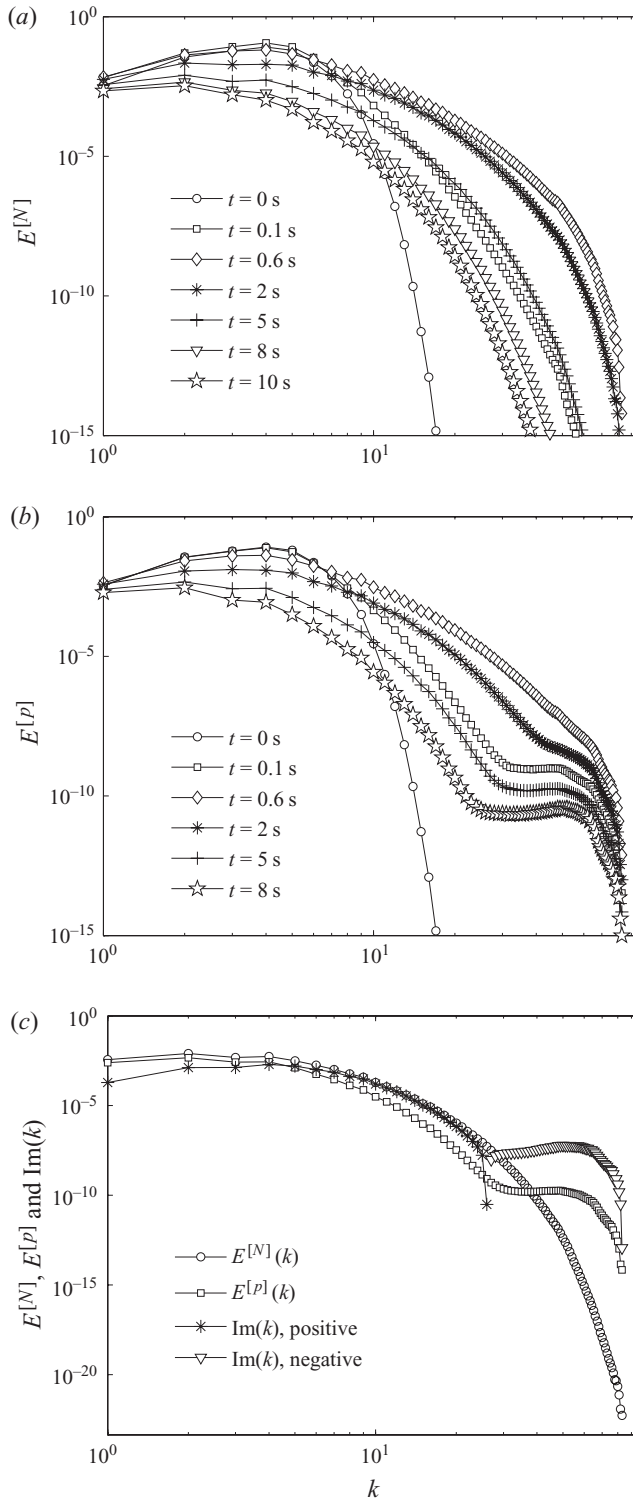 (a)
10^0
10^{-5}
10^{-10}
10^{-15}
E^{[N]}
t = 0 s
t = 0.1 s
t = 0.6 s
t = 2 s
t = 5 s
t = 8 s
t = 10 s
10^0
10^1
(b)
10^0
10^{-5}
10^{-10}
10^{-15}
E^{[p]}
t = 0 s
t = 0.1 s
t = 0.6 s
t = 2 s
t = 5 s
t = 8 s
10^0
10^1
(c)
10^0
10^{-5}
10^{-10}
10^{-15}
10^{-20}
E^{[N]}, E^{[p]} and Im(k)
E^{[N]}(k)
E^{[p]}(k)
Im(k), positive
Im(k), negative
10^0
10^1
k